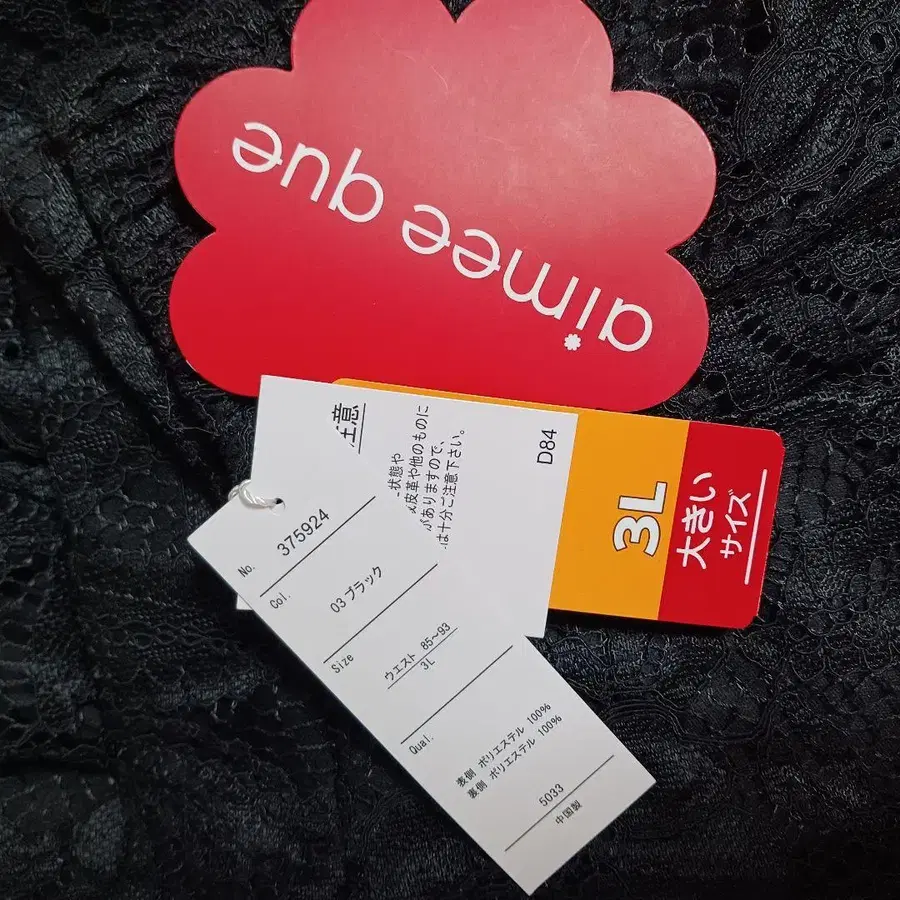 aimee que
注意
状態や
皮革や他のものに
がありますので、
は十分ご注意下さい。
D84
3L
大きい
サイズ
No. 375924
Col.
03 ブラック
Size
ウエスト 85~93
3L
Qual.
表側 ポリエステル 100%
裏側 ポリエステル 100%
5033
中国製